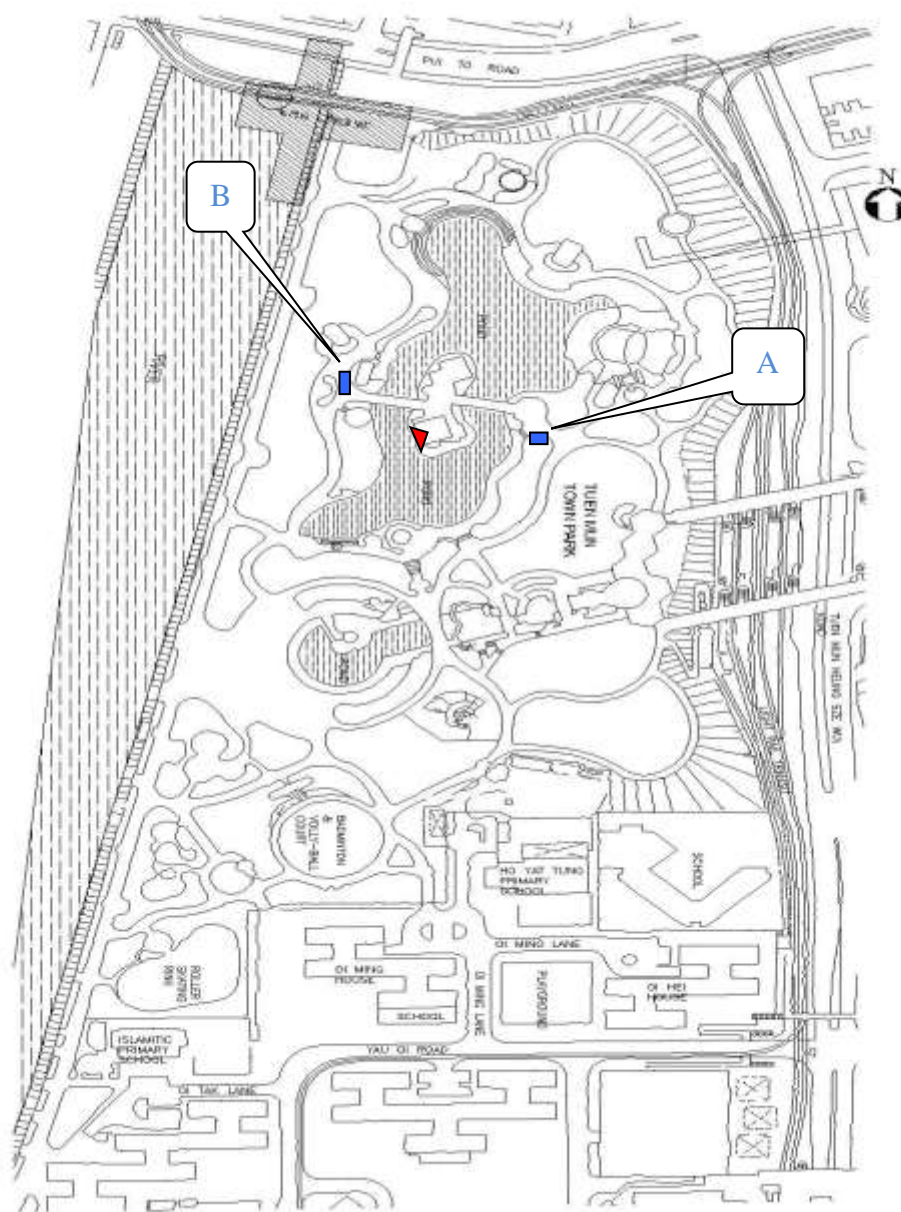 PUI TO ROAD
N
B
A
POND
TUEN MUN
TOWN PARK
POND
POND
TUEN MUN HEUNG SZE WUI
BADMINTON
&
VOLLY-BALL
COURT
HO YAT TUNG
PRIMARY
SCHOOL
SCHOOL
OI MING LANE
OI MING
HOUSE
OI MING LANE
PLAYGROUND
OI HEI
HOUSE
ROLLER
SKATING
RINK
SCHOOL
ISLAMITIC
PRIMARY
SCHOOL
YAU OI ROAD
OI TAK LANE